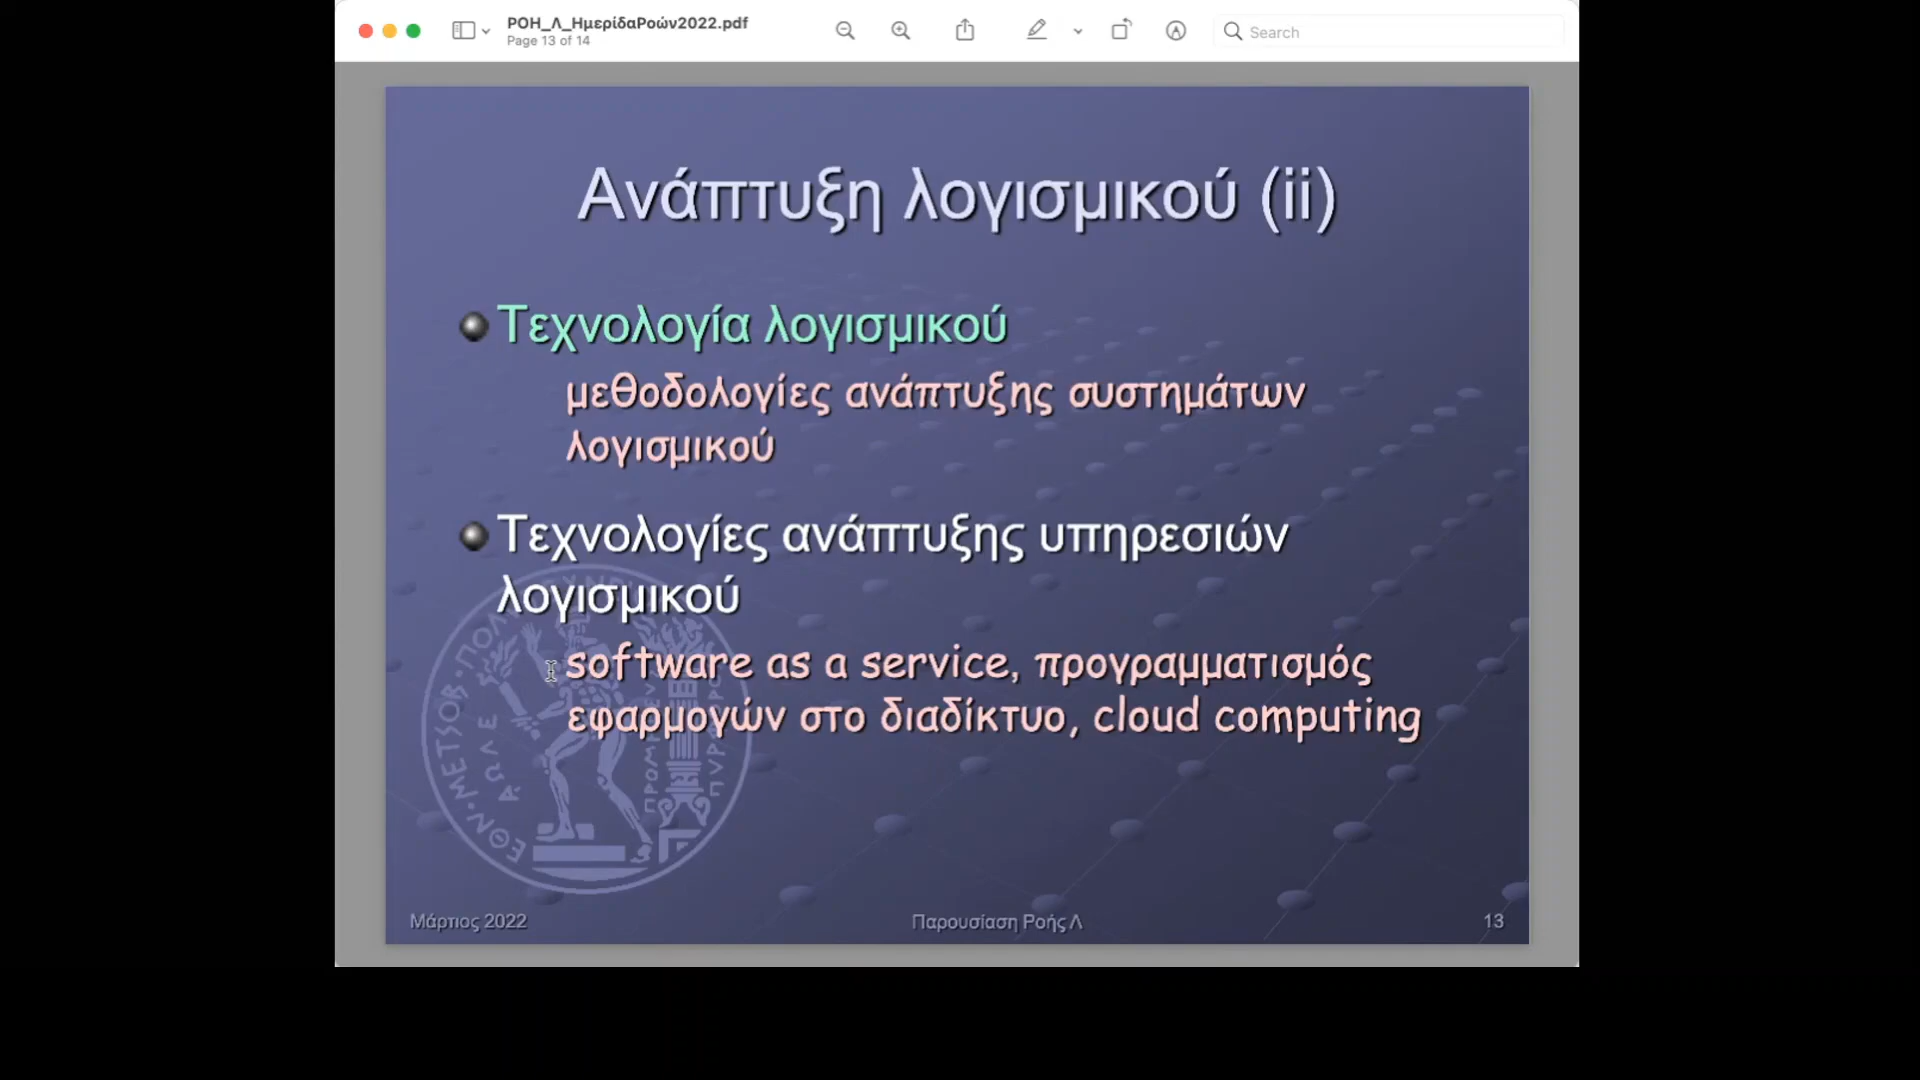 ΡΟΗ_Λ_ΗμερίδαΡοών2022.pdf
Page 13 of 14
Search
Ανάπτυξη λογισμικού (ii)
Τεχνολογία λογισμικού
μεθοδολογίες ανάπτυξης συστημάτων
λογισμικού
Τεχνολογίες ανάπτυξης υπηρεσιών
λογισμικού
software as a service, προγραμματισμός
εφαρμογών στο διαδίκτυο, cloud computing
Μάρτιος 2022
Παρουσίαση Ροής Λ
13